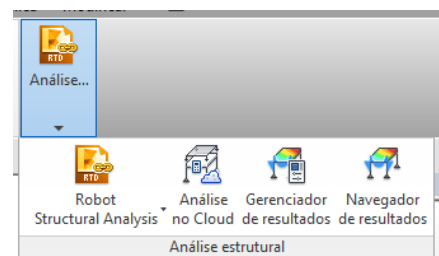 RTD
Análise...
RTD
Robot Análise Gerenciador Navegador
Structural Analysis no Cloud de resultados de resultados
Análise estrutural